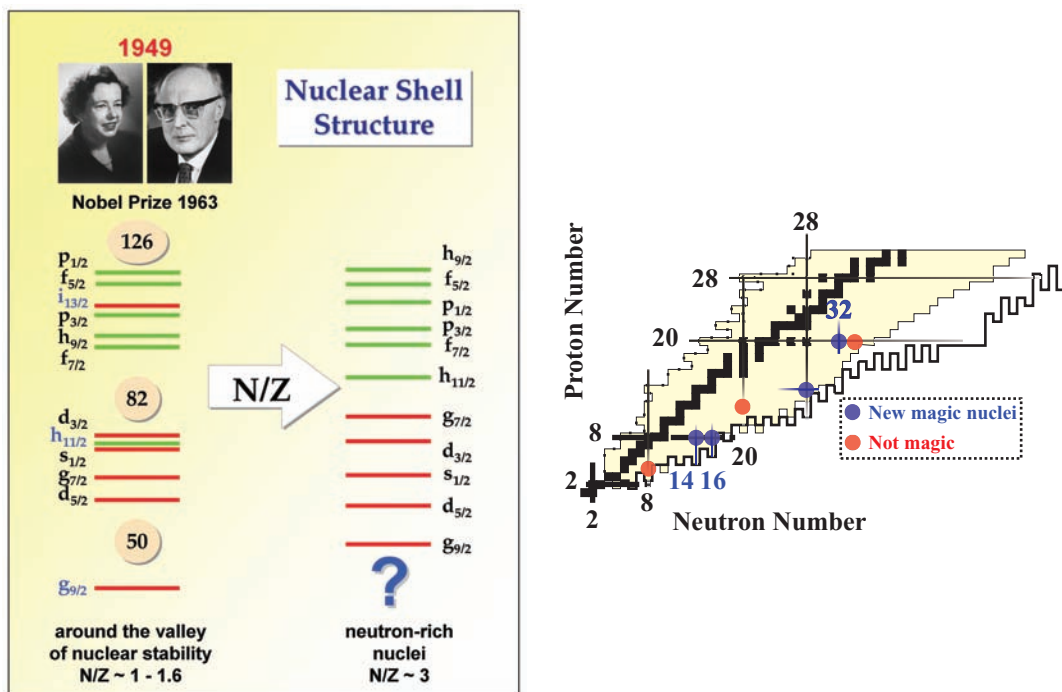 1949
Nuclear Shell
Structure
Nobel Prize 1963
126
p1/2
f5/2
i13/2
p3/2
h9/2
f7/2
82
d3/2
h11/2
s1/2
g7/2
d5/2
50
g9/2
around the valley
of nuclear stability
N/Z ~ 1 - 1.6
N/Z
h9/2
f5/2
p1/2
p3/2
f7/2
h11/2
g7/2
d3/2
s1/2
d5/2
g9/2
?
neutron-rich
nuclei
N/Z ~ 3
Proton Number
28
28
32
20
8
20
14 16
2
8
2
Neutron Number
New magic nuclei
Not magic